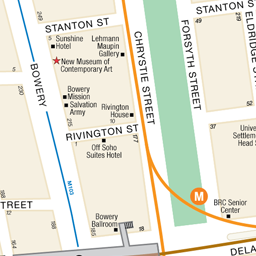 STANTON ST
STANTON ST
Sunshine
Hotel
Lehmann
Maupin
Gallery
New Museum of
Contemporary Art
CHRYSTIE STREET
FORSYTH STREET
ELDRIDGE S
BOWERY
Bowery
Mission
Salvation
Army
Rivington
House
RIVINGTON ST
Off Soho
Suites Hotel
Univer
Settlem
Head S
M103
M
STREET
BRC Senior
Center
Bowery
Ballroom
DELA